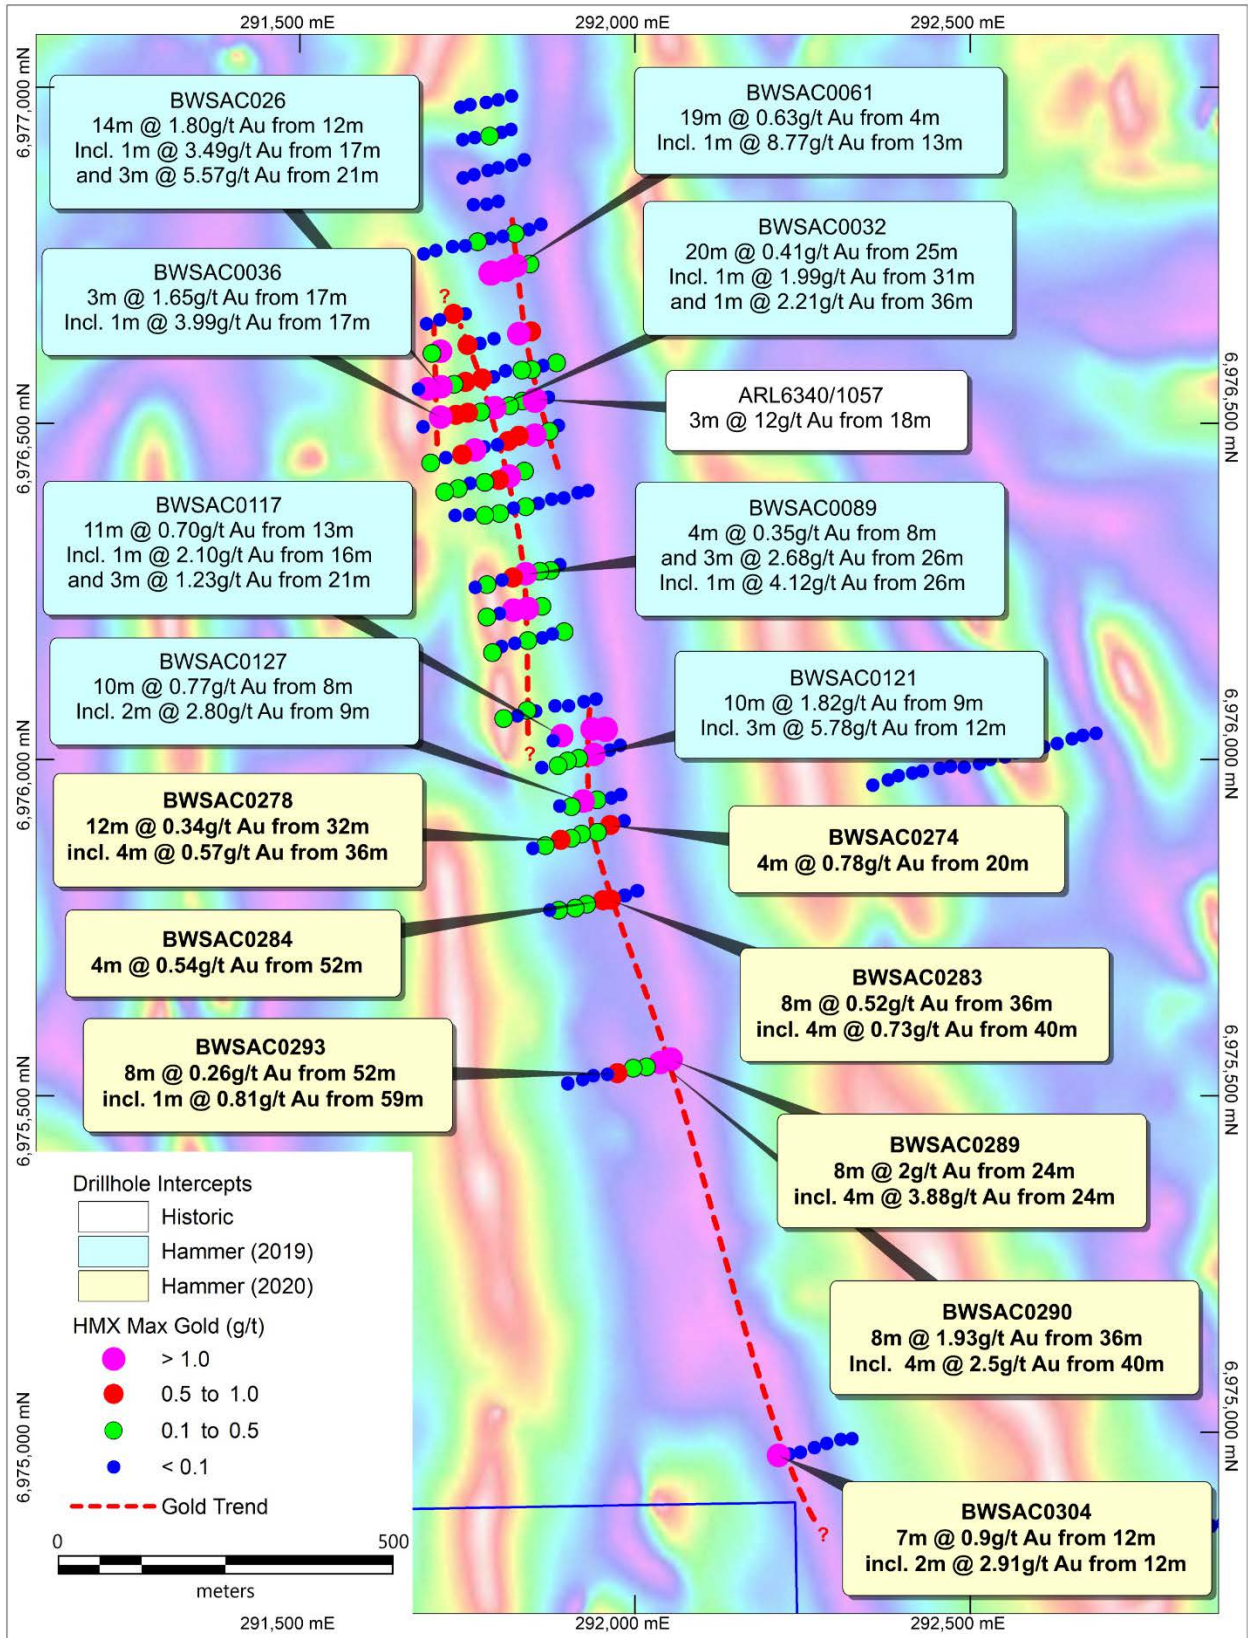 291,500 mE
292,000 mE
292,500 mE
6,977,000 mN
BWSAC026
14m @ 1.80g/t Au from 12m
Incl. 1m @ 3.49g/t Au from 17m
and 3m @ 5.57g/t Au from 21m
BWSAC0061
19m @ 0.63g/t Au from 4m
Incl. 1m @ 8.77g/t Au from 13m
BWSAC0036
3m @ 1.65g/t Au from 17m
Incl. 1m @ 3.99g/t Au from 17m
?
BWSAC0032
20m @ 0.41g/t Au from 25m
Incl. 1m @ 1.99g/t Au from 31m
and 1m @ 2.21g/t Au from 36m
6,976,500 mN
ARL6340/1057
3m @ 12g/t Au from 18m
6,976,500 mN
BWSAC0117
11m @ 0.70g/t Au from 13m
Incl. 1m @ 2.10g/t Au from 16m
and 3m @ 1.23g/t Au from 21m
BWSAC0089
4m @ 0.35g/t Au from 8m
and 3m @ 2.68g/t Au from 26m
Incl. 1m @ 4.12g/t Au from 26m
BWSAC0127
10m @ 0.77g/t Au from 8m
Incl. 2m @ 2.80g/t Au from 9m
?
BWSAC0121
10m @ 1.82g/t Au from 9m
Incl. 3m @ 5.78g/t Au from 12m
6,976,000 mN
6,976,000 mN
BWSAC0278
12m @ 0.34g/t Au from 32m
incl. 4m @ 0.57g/t Au from 36m
BWSAC0274
4m @ 0.78g/t Au from 20m
BWSAC0284
4m @ 0.54g/t Au from 52m
BWSAC0283
8m @ 0.52g/t Au from 36m
incl. 4m @ 0.73g/t Au from 40m
BWSAC0293
8m @ 0.26g/t Au from 52m
incl. 1m @ 0.81g/t Au from 59m
6,975,500 mN
6,975,500 mN
BWSAC0289
8m @ 2g/t Au from 24m
incl. 4m @ 3.88g/t Au from 24m
BWSAC0290
8m @ 1.93g/t Au from 36m
Incl. 4m @ 2.5g/t Au from 40m
6,975,000 mN
6,975,000 mN
BWSAC0304
7m @ 0.9g/t Au from 12m
incl. 2m @ 2.91g/t Au from 12m
?
Drillhole Intercepts
Historic
Hammer (2019)
Hammer (2020)
HMX Max Gold (g/t)
> 1.0
0.5 to 1.0
0.1 to 0.5
< 0.1
Gold Trend
0
500
meters
291,500 mE
292,000 mE
292,500 mE